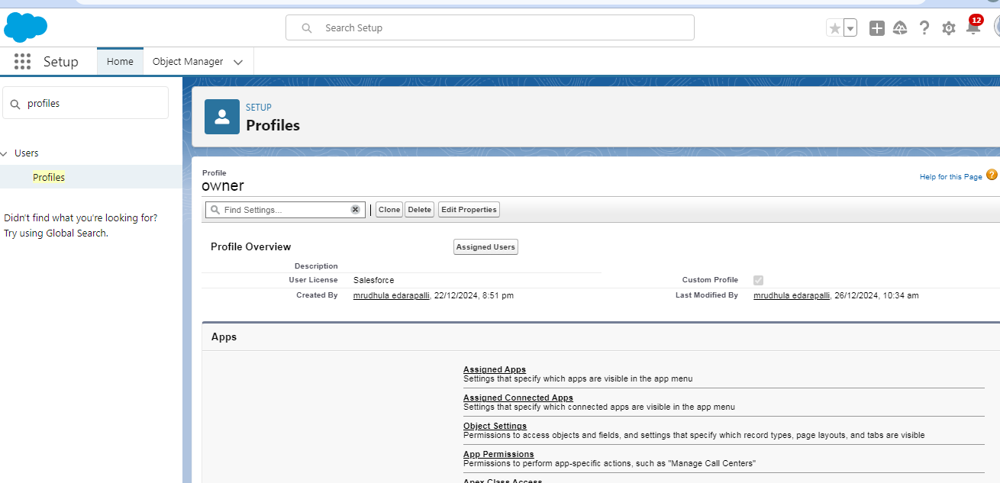 Search Setup
12
Setup
Home
Object Manager
profiles
SETUP
Profiles
Users
Profiles
Didn't find what you're looking for?
Try using Global Search.
Profile
owner
Help for this Page
?
Find Settings...
Clone
Delete
Edit Properties
Profile Overview
Assigned Users
Description
User License Salesforce
Custom Profile
Created By mrudhula edarapalli, 22/12/2024, 8:51 pm
Last Modified By mrudhula edarapalli, 26/12/2024, 10:34 am
Apps
Assigned Apps
Settings that specify which apps are visible in the app menu
Assigned Connected Apps
Settings that specify which connected apps are visible in the app menu
Object Settings
Permissions to access objects and fields, and settings that specify which record types, page layouts, and tabs are visible
App Permissions
Permissions to perform app-specific actions, such as "Manage Call Centers"
Apex Class Access